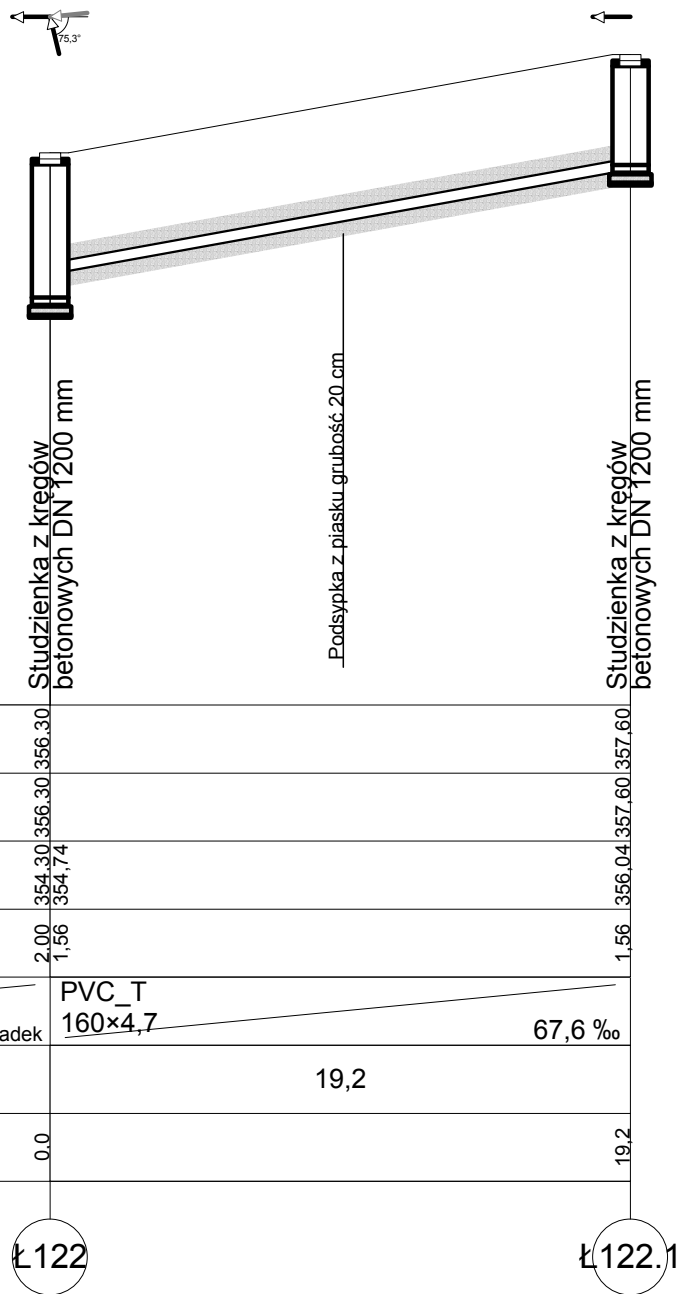 75,3°
Studzienka z kręgów
betonowych DN 1200 mm
Podsypka z piasku grubość 20 cm
Studzienka z kręgów
betonowych DN 1200 mm
356.30
357,60
356.30
357,60
354.30
354,74
356,04
2.00
1,56
1,56
PVC_T
160×4,7
adek
67,6 ‰
19,2
0.0
19,2
Ł122
Ł122.1